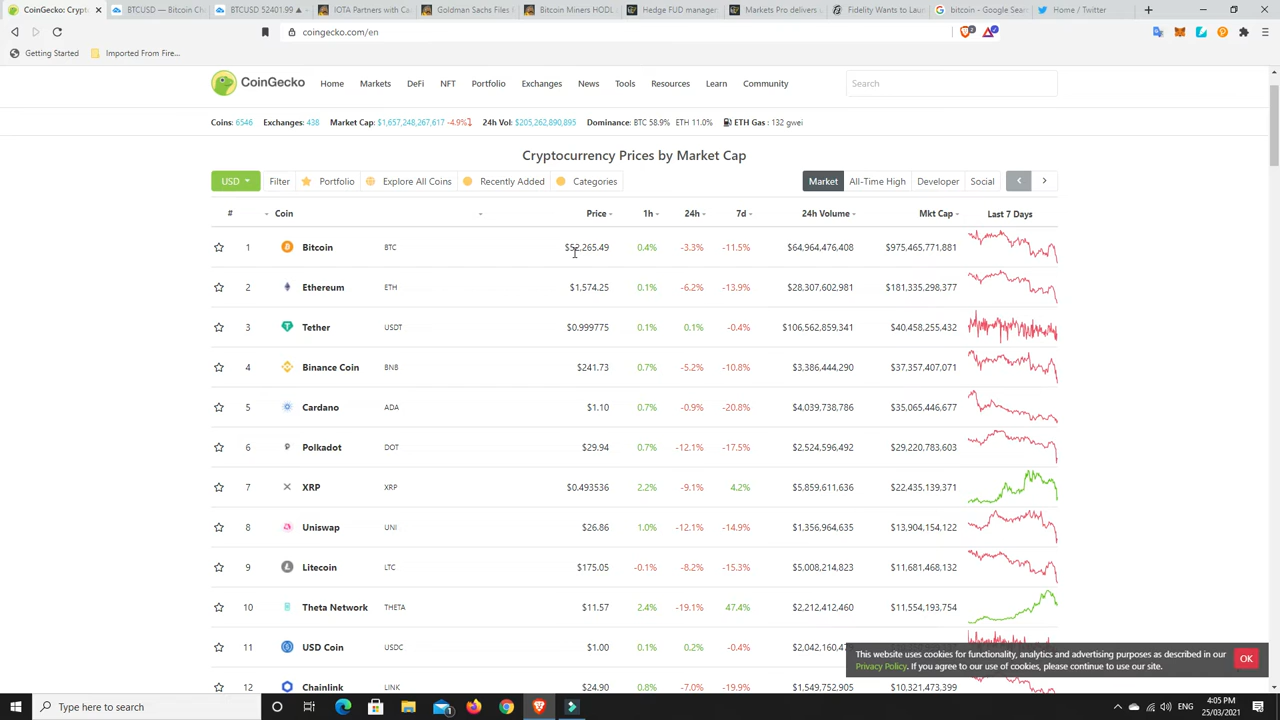 CoinGecko: Crypto
BTCUSD — Bitcoin Ch
BTCUSD 52401.99 ▲
IOTA Partners with Ca
Goldman Sachs Files
Bitcoin Miners HODL
Hedge FUD manager
Markets Pro delivers
Fidelity Wants to Laun
bitcoin - Google Sear
Home / Twitter
coingecko.com/en
Getting Started Imported From Fire...
CoinGecko Home Markets DeFi NFT Portfolio Exchanges News Tools Resources Learn Community Search
Coins: 6546 Exchanges: 438 Market Cap: $1,657,248,267,617 -4.9% 24h Vol: $205,262,890,895 Dominance: BTC 58.9% ETH 11.0% ETH Gas : 132 gwei
Cryptocurrency Prices by Market Cap
USD Filter Portfolio Explore All Coins Recently Added Categories Market All-Time High Developer Social
# Coin Price 1h 24h 7d 24h Volume Mkt Cap Last 7 Days
1 Bitcoin BTC $52,265.49 0.4% -3.3% -11.5% $64,964,476,408 $975,465,771,881
2 Ethereum ETH $1,574.25 0.1% -6.2% -13.9% $28,307,602,981 $181,335,298,377
3 Tether USDT $0.999775 0.1% 0.1% -0.4% $106,562,859,341 $40,458,255,432
4 Binance Coin BNB $241.73 0.7% -5.2% -10.8% $3,386,444,290 $37,357,407,071
5 Cardano ADA $1.10 0.7% -0.9% -20.8% $4,039,738,786 $35,065,446,677
6 Polkadot DOT $29.94 0.7% -12.1% -17.5% $2,524,596,492 $29,220,783,603
7 XRP XRP $0.493536 2.2% -9.1% 4.2% $5,859,611,636 $22,435,139,371
8 Uniswap UNI $26.86 1.0% -12.1% -14.9% $1,356,964,635 $13,904,154,122
9 Litecoin LTC $175.05 -0.1% -8.2% -15.3% $5,008,214,823 $11,681,468,132
10 Theta Network THETA $11.57 2.4% -19.1% 47.4% $2,212,412,460 $11,554,193,754
11 USD Coin USDC $1.00 0.1% 0.2% -0.4% $2,042,160,47
12 Chainlink LINK $24.90 0.8% -7.0% -19.9% $1,549,752,905 $10,321,473,399
This website uses cookies for functionality, analytics and advertising purposes as described in our
Privacy Policy. If you agree to our use of cookies, please continue to use our site.
OK
Type here to search
ENG
4:05 PM
25/03/2021